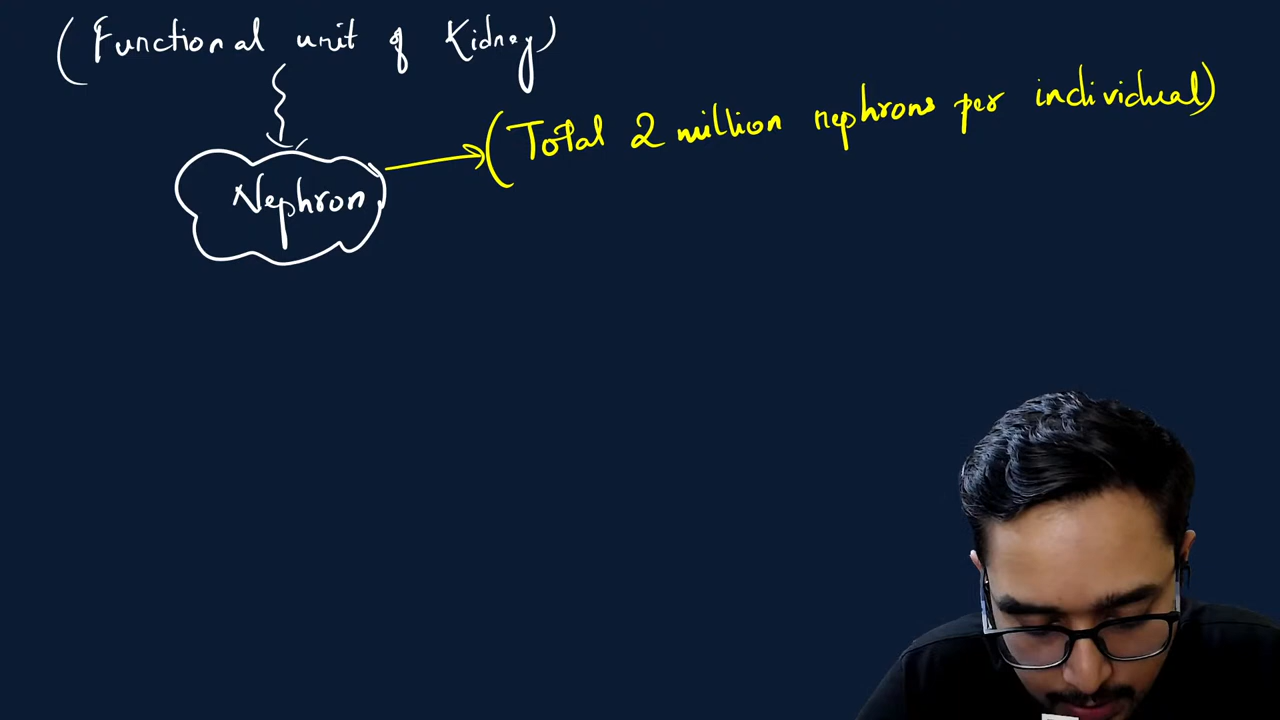 (Functional unit of Kidney)
(Total 2 million nephrons per individual)
Nephron